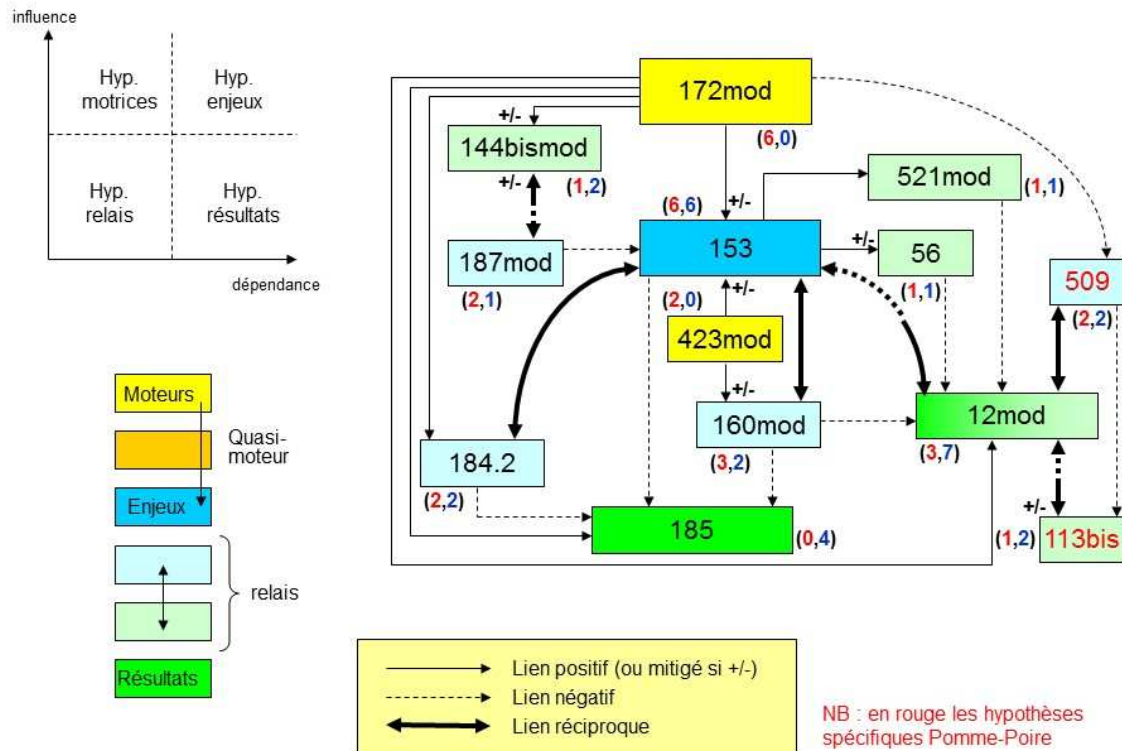 influence
Hyp.
motrices
Hyp.
enjeux
Hyp.
relais
Hyp.
résultats
dépendance
172mod
(6,0)
+/-
144bismod
+/-
(1,2)
521mod
(1,1)
+/-
(6,6)
153
+/-
56
(1,1)
187mod
(2,1)
509
(2,2)
(2,0)
+/-
423mod
+/-
160mod
(3,2)
12mod
(3,7)
184.2
(2,2)
185
(0,4)
+/-
(1,2)
113bis
Moteurs
Quasi-
moteur
Enjeux
relais
Résultats
Lien positif (ou mitigé si +/-)
Lien négatif
Lien réciproque
NB : en rouge les hypothèses
spécifiques Pomme-Poire